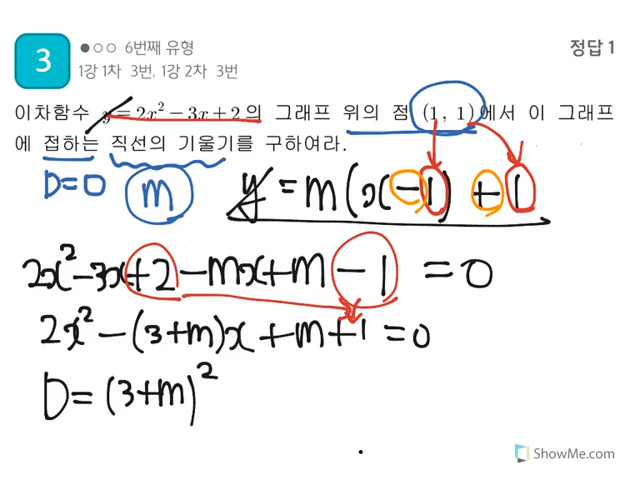 3
●○○ 6번째 유형
정답 1
1강 1차 3번, 1강 2차 3번
이차함수 y=2x²−3x+2의 그래프 위의 점 (1, 1)에서 이 그래프
에 접하는 직선의 기울기를 구하여라.
D=0 m y=m(x−1)+1
2x²−3x+2−mx+m−1=0
2x²−(3+m)x+m+1=0
D=(3+m)²
ShowMe.com